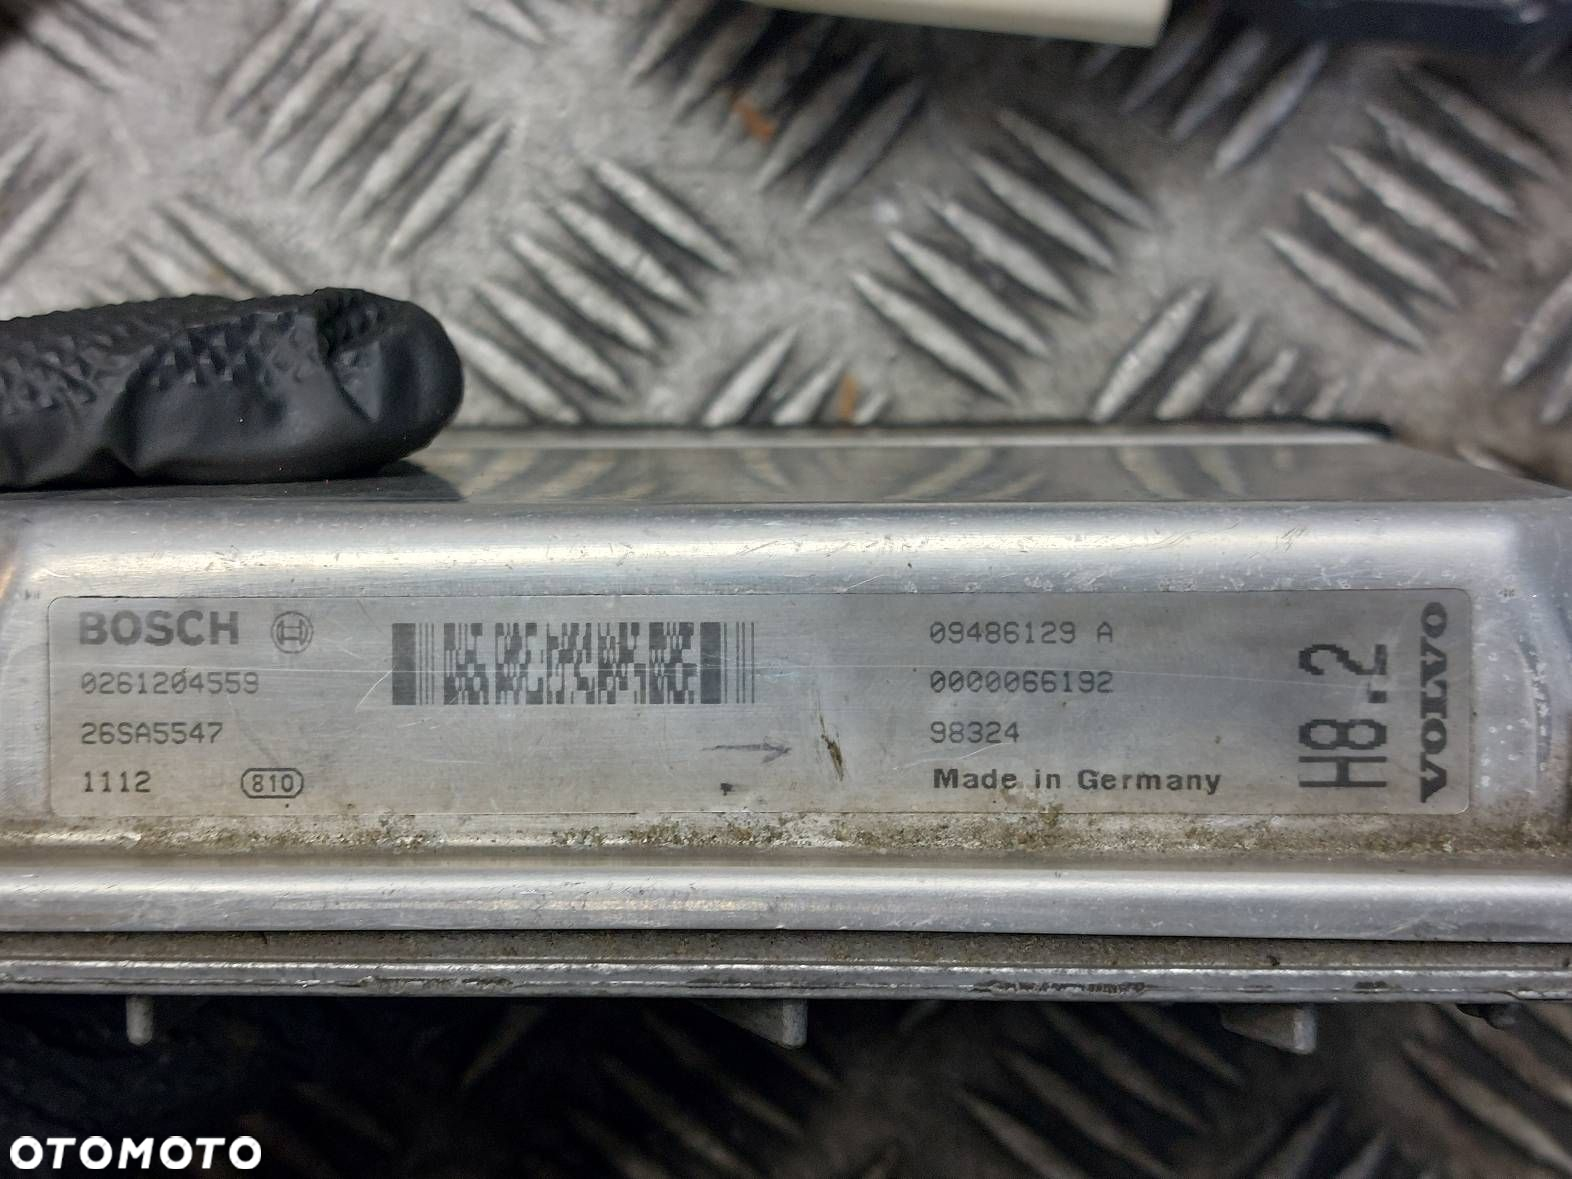 BOSCH
0261204559
26SA5547
1112 810
09486129 A
0000066192
98324
Made in Germany
H8.2
VOLVO
OTOMOTO